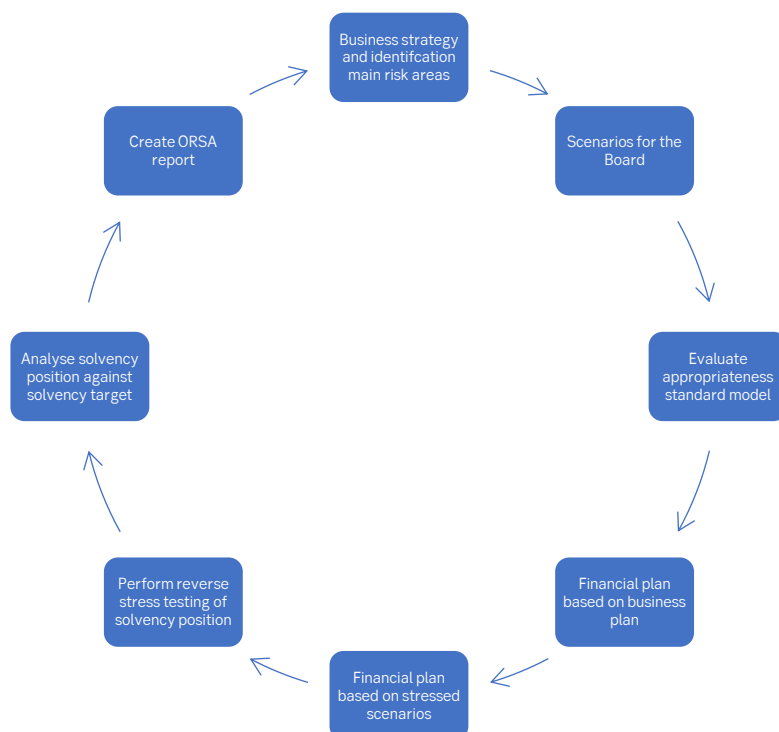 Business strategy
and identifcation
main risk areas
Scenarios for the
Board
Evaluate
appropriateness
standard model
Financial plan
based on business
plan
Financial plan
based on stressed
scenarios
Perform reverse
stress testing of
solvency position
Analyse solvency
position against
solvency target
Create ORSA
report